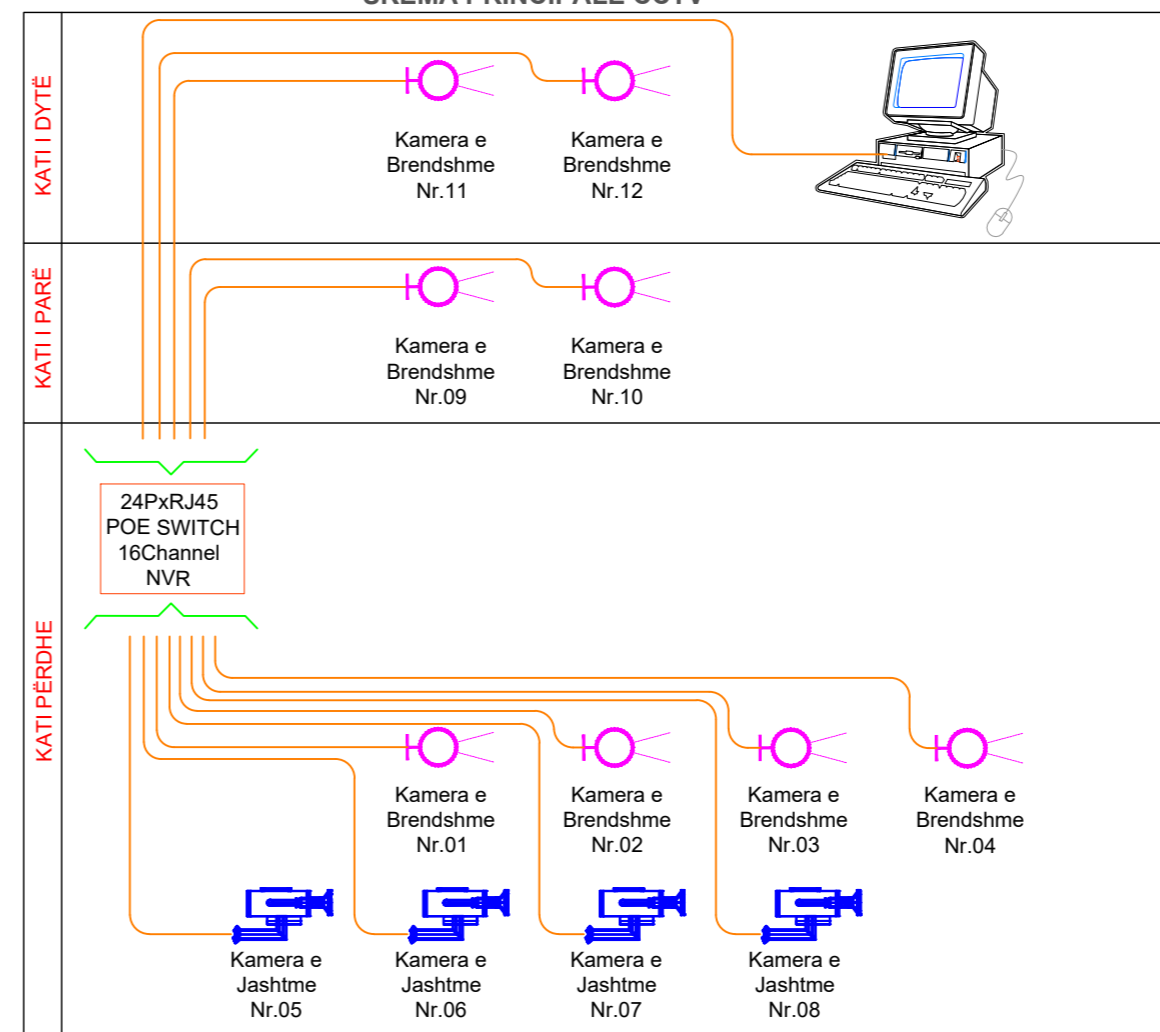 SKEMA PRINCIPALE CCTV
KATI I DYTË
Kamera e
Brendshme
Nr.11
Kamera e
Brendshme
Nr.12
KATI I PARË
Kamera e
Brendshme
Nr.09
Kamera e
Brendshme
Nr.10
KATI PËRDHE
24PxRJ45
POE SWITCH
16Channel
NVR
Kamera e
Brendshme
Nr.01
Kamera e
Brendshme
Nr.02
Kamera e
Brendshme
Nr.03
Kamera e
Brendshme
Nr.04
Kamera e
Jashtme
Nr.05
Kamera e
Jashtme
Nr.06
Kamera e
Jashtme
Nr.07
Kamera e
Jashtme
Nr.08